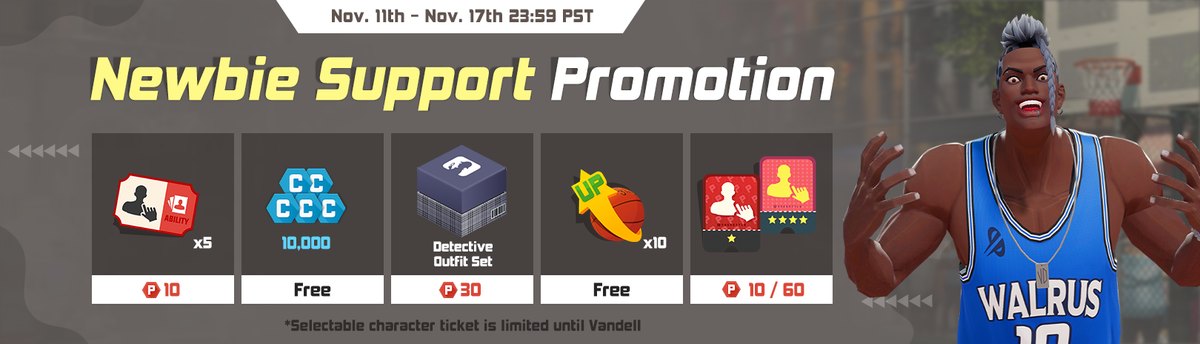 Nov. 11th - Nov. 17th 23:59 PST
Newbie Support Promotion
ABILITY
x5
C C
C C C
10,000
Detective
Outfit Set
UP
x10
P 10
Free
P 30
Free
P 10 / 60
*Selectable character ticket is limited until Vandell
WALRUS